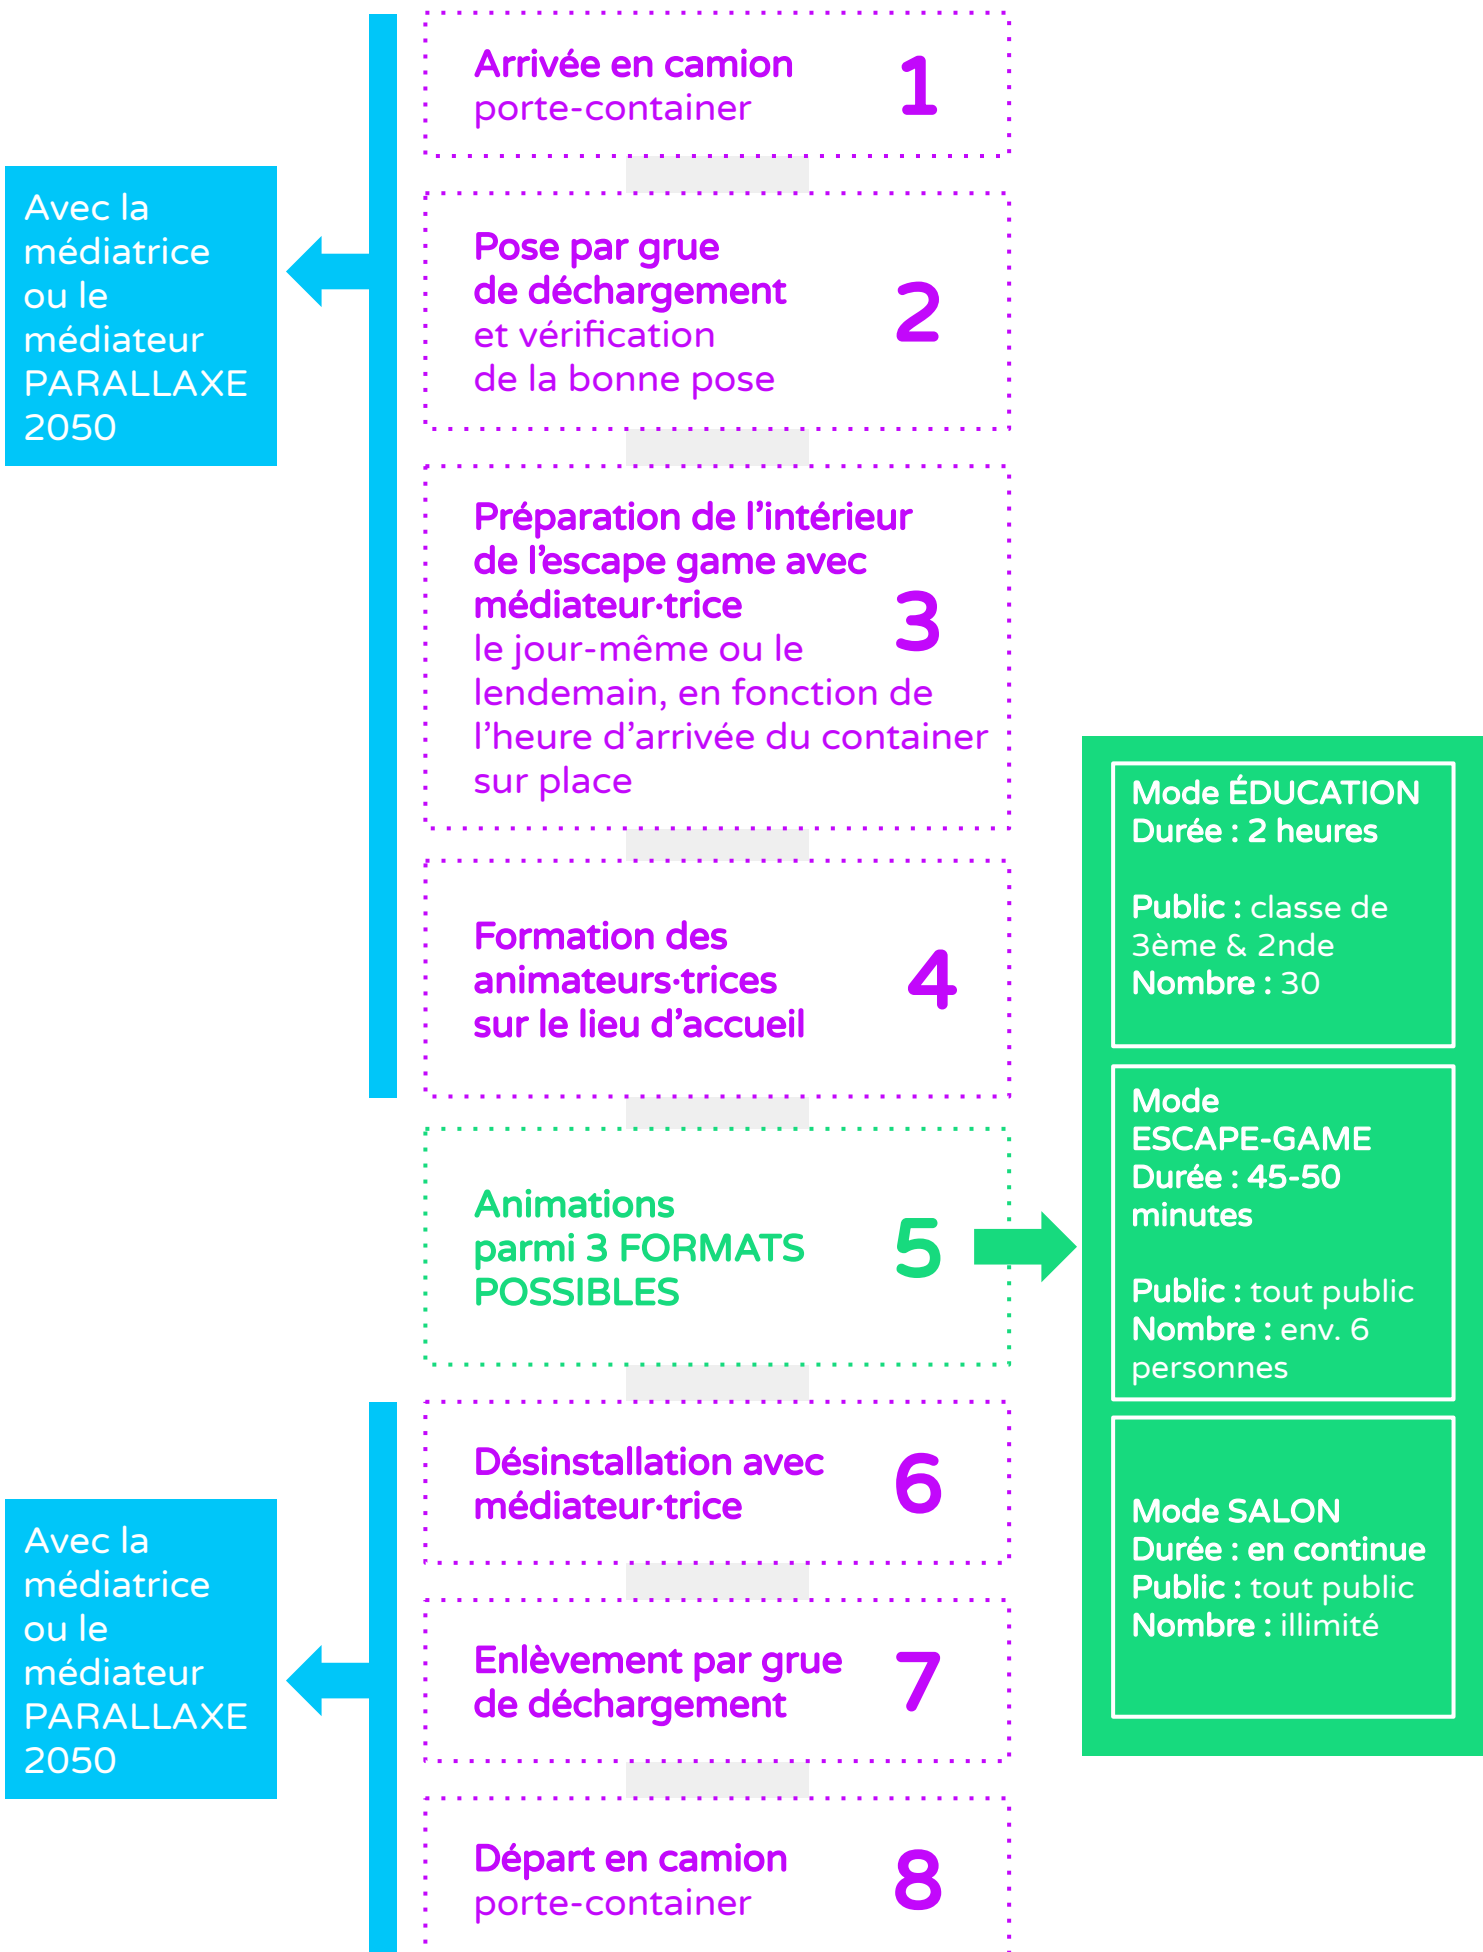 Arrivée en camion
porte-container
1
Avec la
médiatrice
ou le
médiateur
PARALLAXE
2050
Pose par grue
de déchargement
et vérification
de la bonne pose
2
Préparation de l’intérieur
de l’escape game avec
médiateur·trice
le jour-même ou le
lendemain, en fonction de
l’heure d’arrivée du container
sur place
3
Formation des
animateurs·trices
sur le lieu d’accueil
4
Animations
parmi 3 FORMATS
POSSIBLES
5
Mode ÉDUCATION
Durée : 2 heures
Public : classe de
3ème & 2nde
Nombre : 30
Mode
ESCAPE-GAME
Durée : 45-50
minutes
Public : tout public
Nombre : env. 6
personnes
Mode SALON
Durée : en continue
Public : tout public
Nombre : illimité
Désinstallation avec
médiateur·trice
6
Avec la
médiatrice
ou le
médiateur
PARALLAXE
2050
Enlèvement par grue
de déchargement
7
Départ en camion
porte-container
8